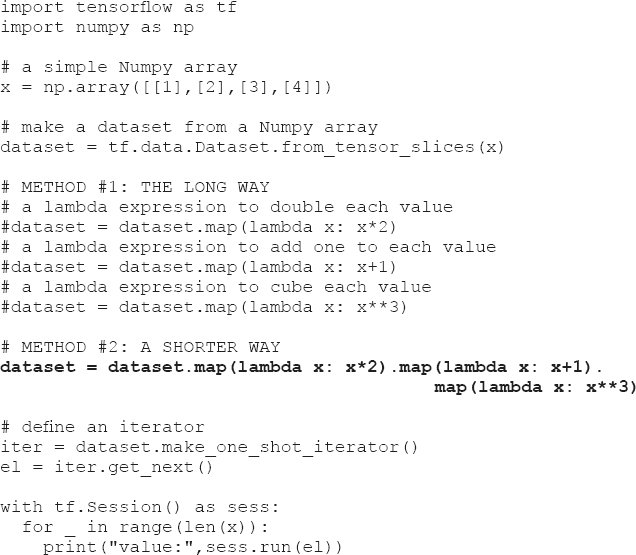 import tensorflow as tf
import numpy as np
# a simple Numpy array
x = np.array([[1],[2],[3],[4]])
# make a dataset from a Numpy array
dataset = tf.data.Dataset.from_tensor_slices(x)
# METHOD #1: THE LONG WAY
# a lambda expression to double each value
#dataset = dataset.map(lambda x: x*2)
# a lambda expression to add one to each value
#dataset = dataset.map(lambda x: x+1)
# a lambda expression to cube each value
#dataset = dataset.map(lambda x: x**3)
# METHOD #2: A SHORTER WAY
dataset = dataset.map(lambda x: x*2).map(lambda x: x+1).
map(lambda x: x**3)
# define an iterator
iter = dataset.make_one_shot_iterator()
el = iter.get_next()
with tf.Session() as sess:
for _ in range(len(x)):
print("value:",sess.run(el))